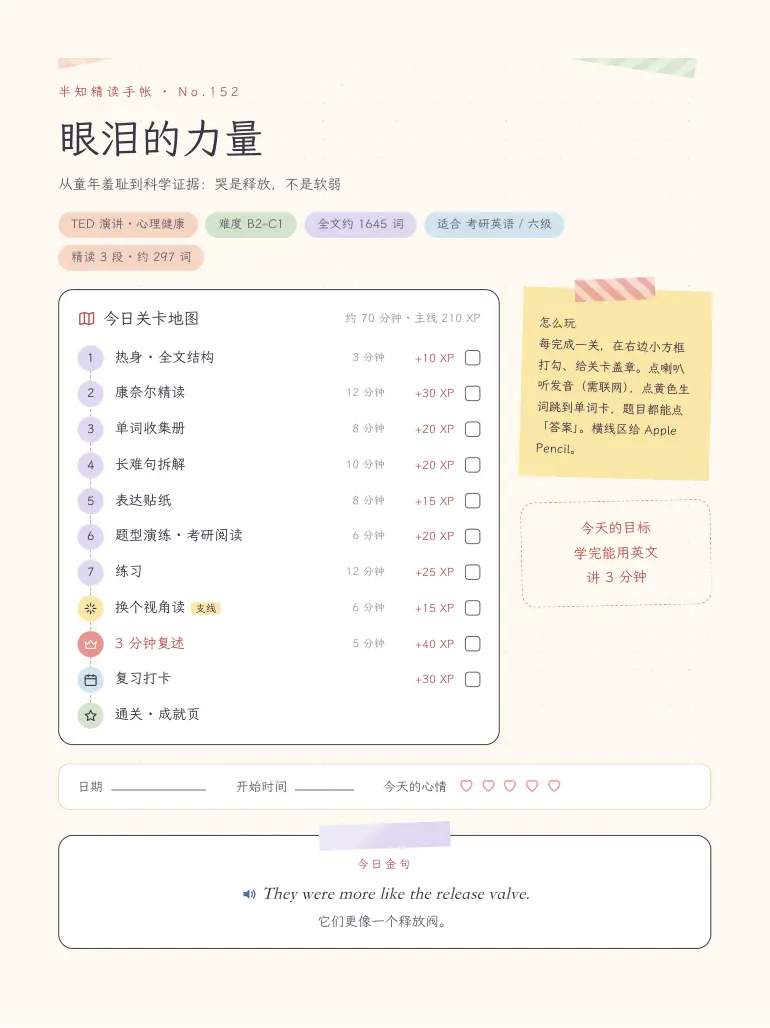 半知精读手帐 · No.152
眼泪的力量
从童年羞耻到科学证据：哭是释放，不是软弱
TED 演讲·心理健康 难度 B2–C1 全文约 1645 词 适合 考研英语 / 六级
精读 3 段·约 297 词
今日关卡地图 约 70 分钟·主线 210 XP
1 热身·全文结构 3 分钟 +10 XP
2 康奈尔精读 12 分钟 +30 XP
3 单词收集册 8 分钟 +20 XP
4 长难句拆解 10 分钟 +20 XP
5 表达贴纸 8 分钟 +15 XP
6 题型演练·考研阅读 6 分钟 +20 XP
7 练习 12 分钟 +25 XP
换个视角读 支线 6 分钟 +15 XP
3 分钟复述 5 分钟 +40 XP
复习打卡 +30 XP
通关·成就页
怎么玩
每完成一关，在右边小方框
打勾、给关卡盖章。点喇叭
听发音（需联网），点黄色生
词跳到单词卡，题目都能点
「答案」。横线区给 Apple
Pencil。
今天的目标
学完能用英文
讲 3 分钟
日期 开始时间 今天的心情
今日金句
They were more like the release valve.
它们更像一个释放阀。